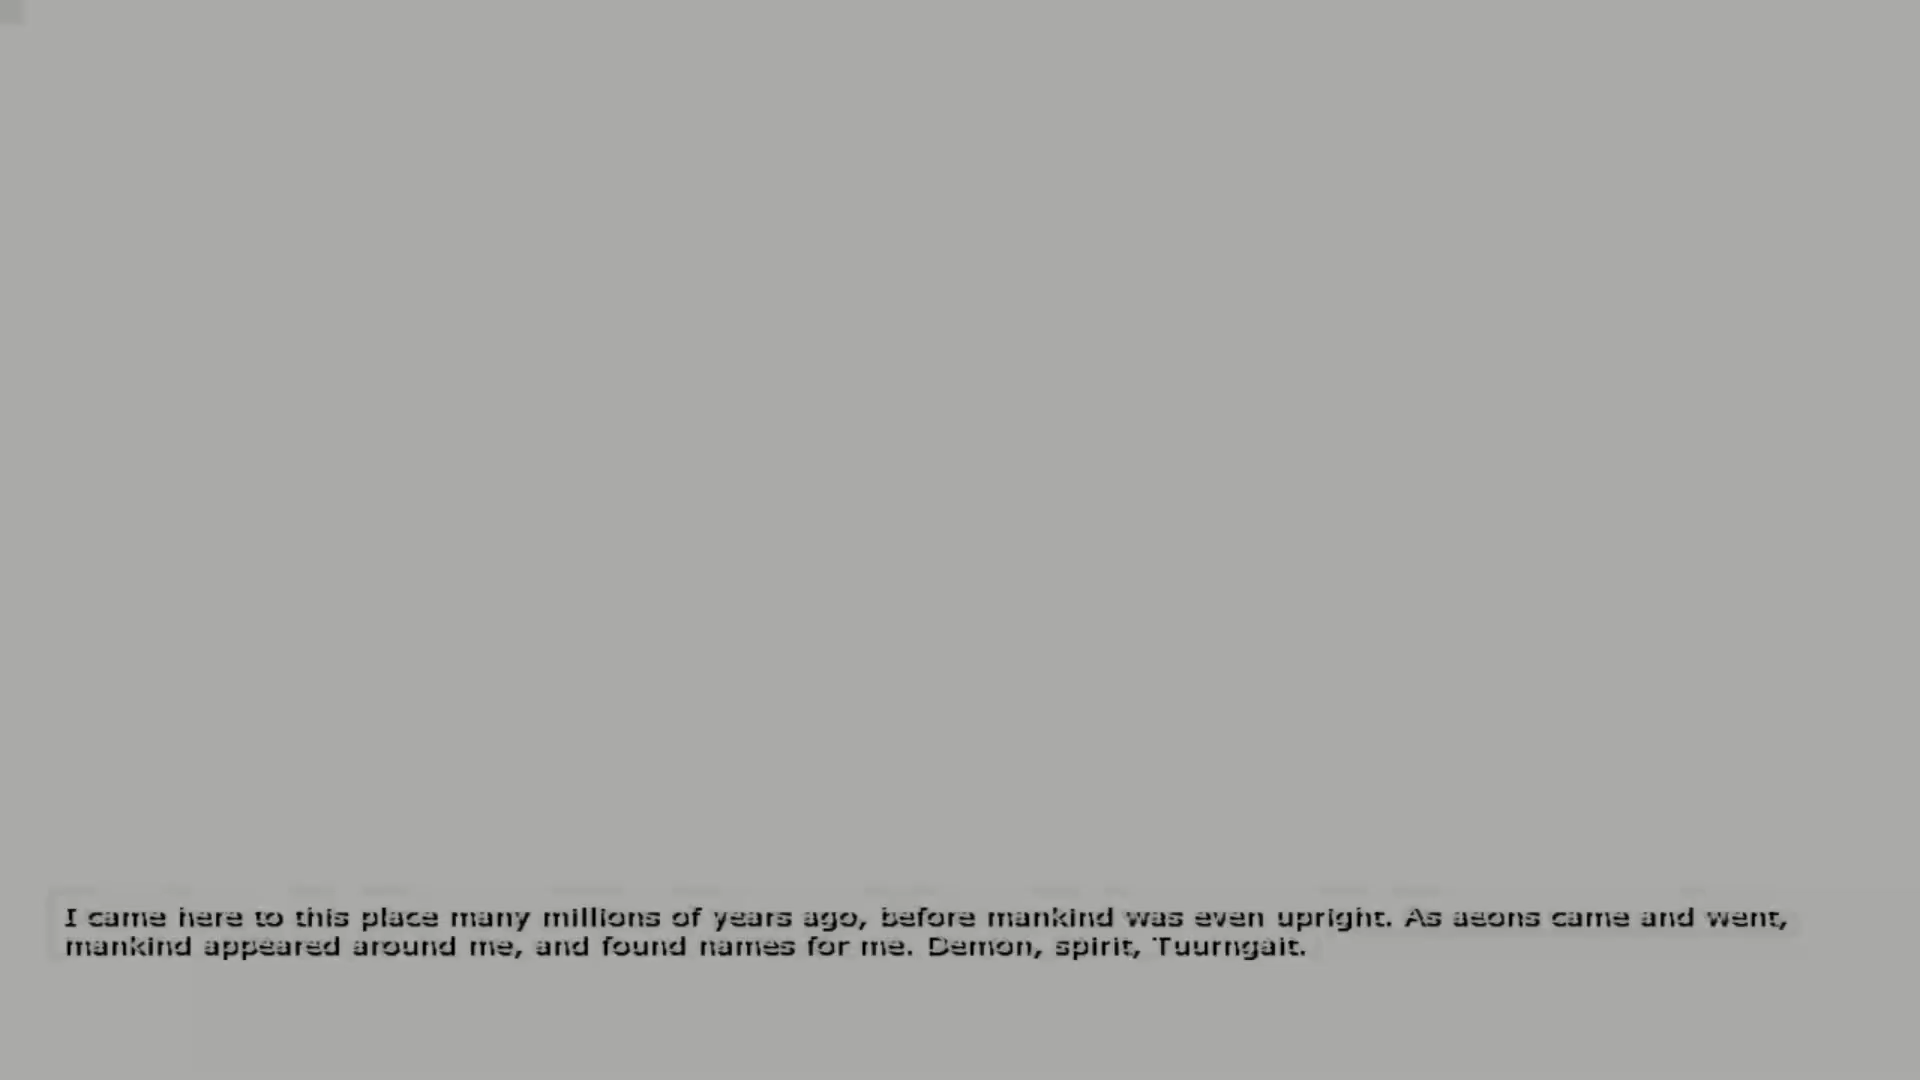 I came here to this place many millions of years ago, before mankind was even upright. As aeons came and went,
mankind appeared around me, and found names for me. Demon, spirit, Tuurngait.